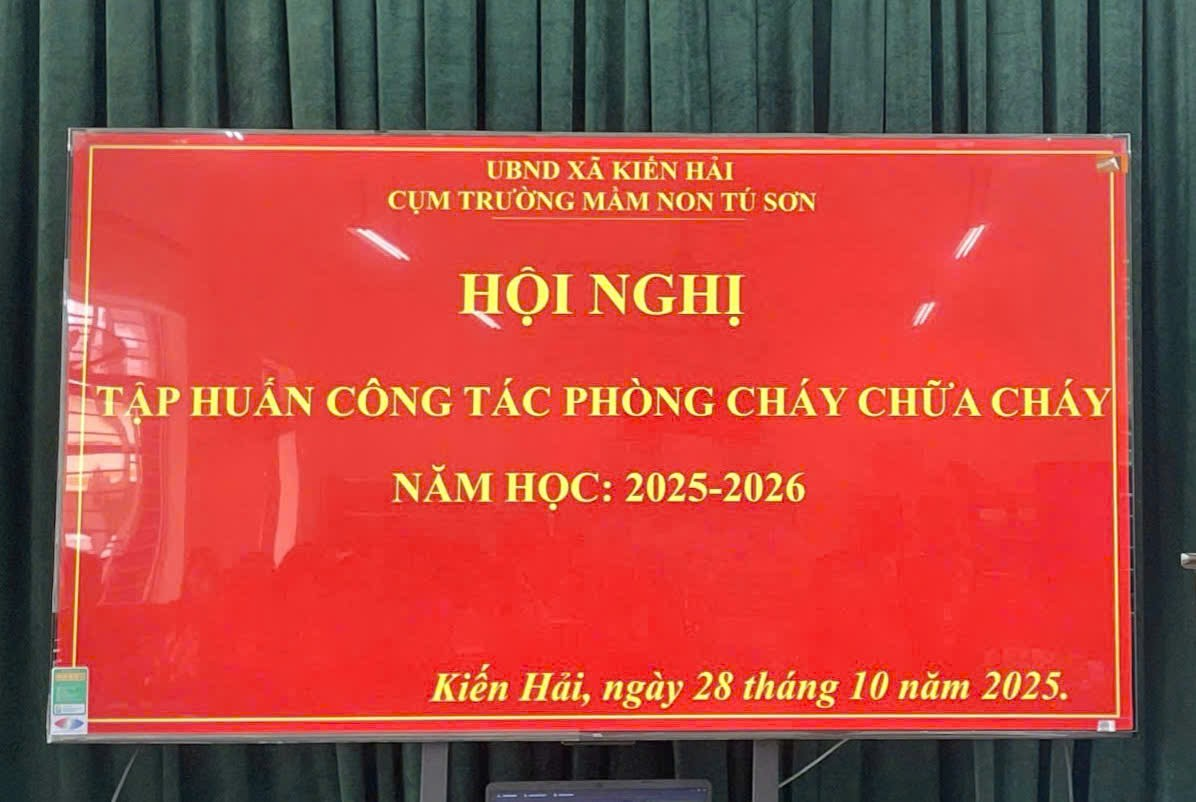 UBND XÃ KIẾN HẢI
CỤM TRƯỜNG MẦM NON TÚ SƠN
HỘI NGHỊ
TẬP HUẤN CÔNG TÁC PHÒNG CHÁY CHỮA CHÁY
NĂM HỌC: 2025-2026
Kiến Hải, ngày 28 tháng 10 năm 2025.